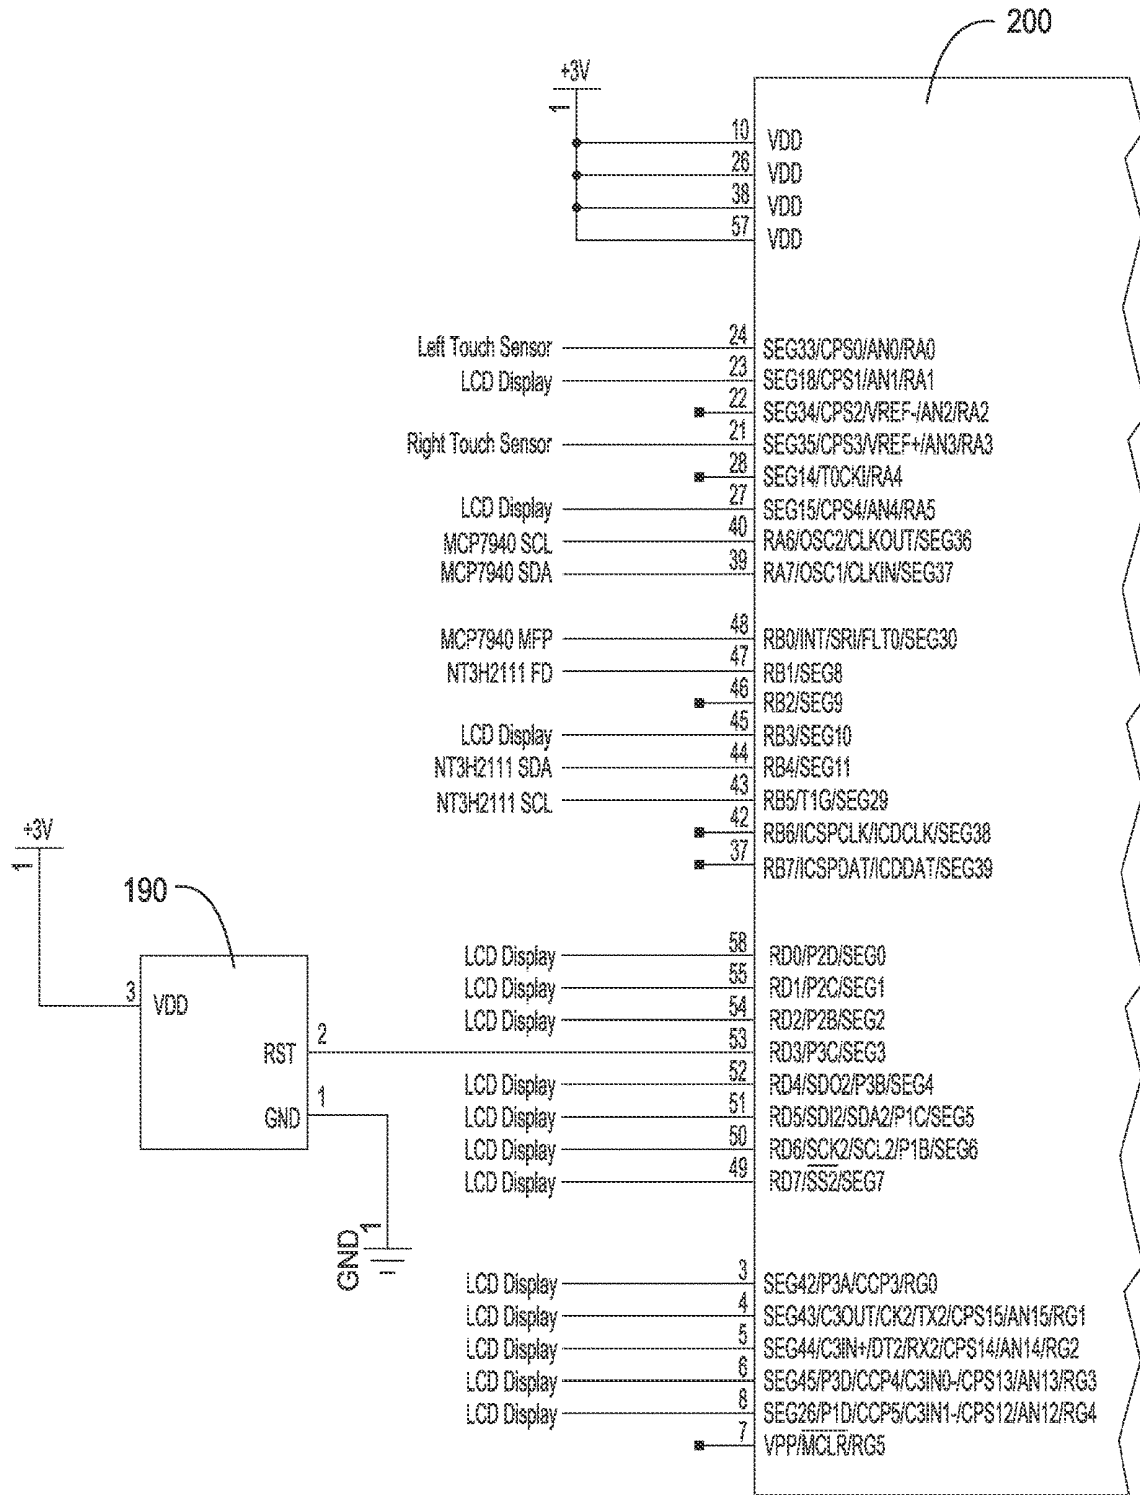 200
+3V
1
10 VDD
26 VDD
38 VDD
57 VDD
Left Touch Sensor 24 SEG33/CPS0/AN0/RA0
LCD Display 23 SEG18/CPS1/AN1/RA1
22 SEG34/CPS2/VREF-/AN2/RA2
Right Touch Sensor 21 SEG35/CPS3/VREF+/AN3/RA3
28 SEG14/T0CKI/RA4
LCD Display 27 SEG15/CPS4/AN4/RA5
MCP7940 SCL 40 RA6/OSC2/CLKOUT/SEG36
MCP7940 SDA 39 RA7/OSC1/CLKIN/SEG37
MCP7940 MFP 48 RB0/INT/SRI/FLT0/SEG30
NT3H2111 FD 47 RB1/SEG8
46 RB2/SEG9
LCD Display 45 RB3/SEG10
NT3H2111 SDA 44 RB4/SEG11
NT3H2111 SCL 43 RB5/T1G/SEG29
42 RB6/ICSPCLK/ICDCLK/SEG38
37 RB7/ICSPDAT/ICDDAT/SEG39
+3V
1
190
3 VDD
RST 2
GND 1
GND 1
LCD Display 58 RD0/P2D/SEG0
LCD Display 55 RD1/P2C/SEG1
LCD Display 54 RD2/P2B/SEG2
53 RD3/P3C/SEG3
LCD Display 52 RD4/SDO2/P3B/SEG4
LCD Display 51 RD5/SDI2/SDA2/P1C/SEG5
LCD Display 50 RD6/SCK2/SCL2/P1B/SEG6
LCD Display 49 RD7/SS2/SEG7
LCD Display 3 SEG42/P3A/CCP3/RG0
LCD Display 4 SEG43/C3OUT/CK2/TX2/CPS15/AN15/RG1
LCD Display 5 SEG44/C3IN+/DT2/RX2/CPS14/AN14/RG2
LCD Display 6 SEG45/P3D/CCP4/C3IN0-/CPS13/AN13/RG3
LCD Display 8 SEG26/P1D/CCP5/C3IN1-/CPS12/AN12/RG4
7 VPP/MCLR/RG5